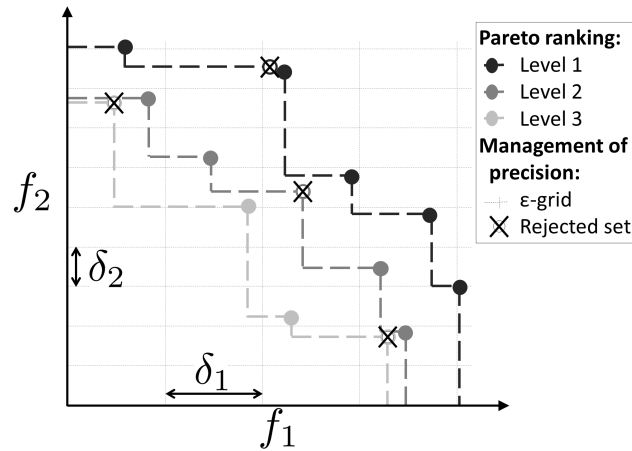 Pareto ranking:
Level 1
Level 2
Level 3
Management of
precision:
ε-grid
Rejected set
f₂
δ₂
δ₁
f₁